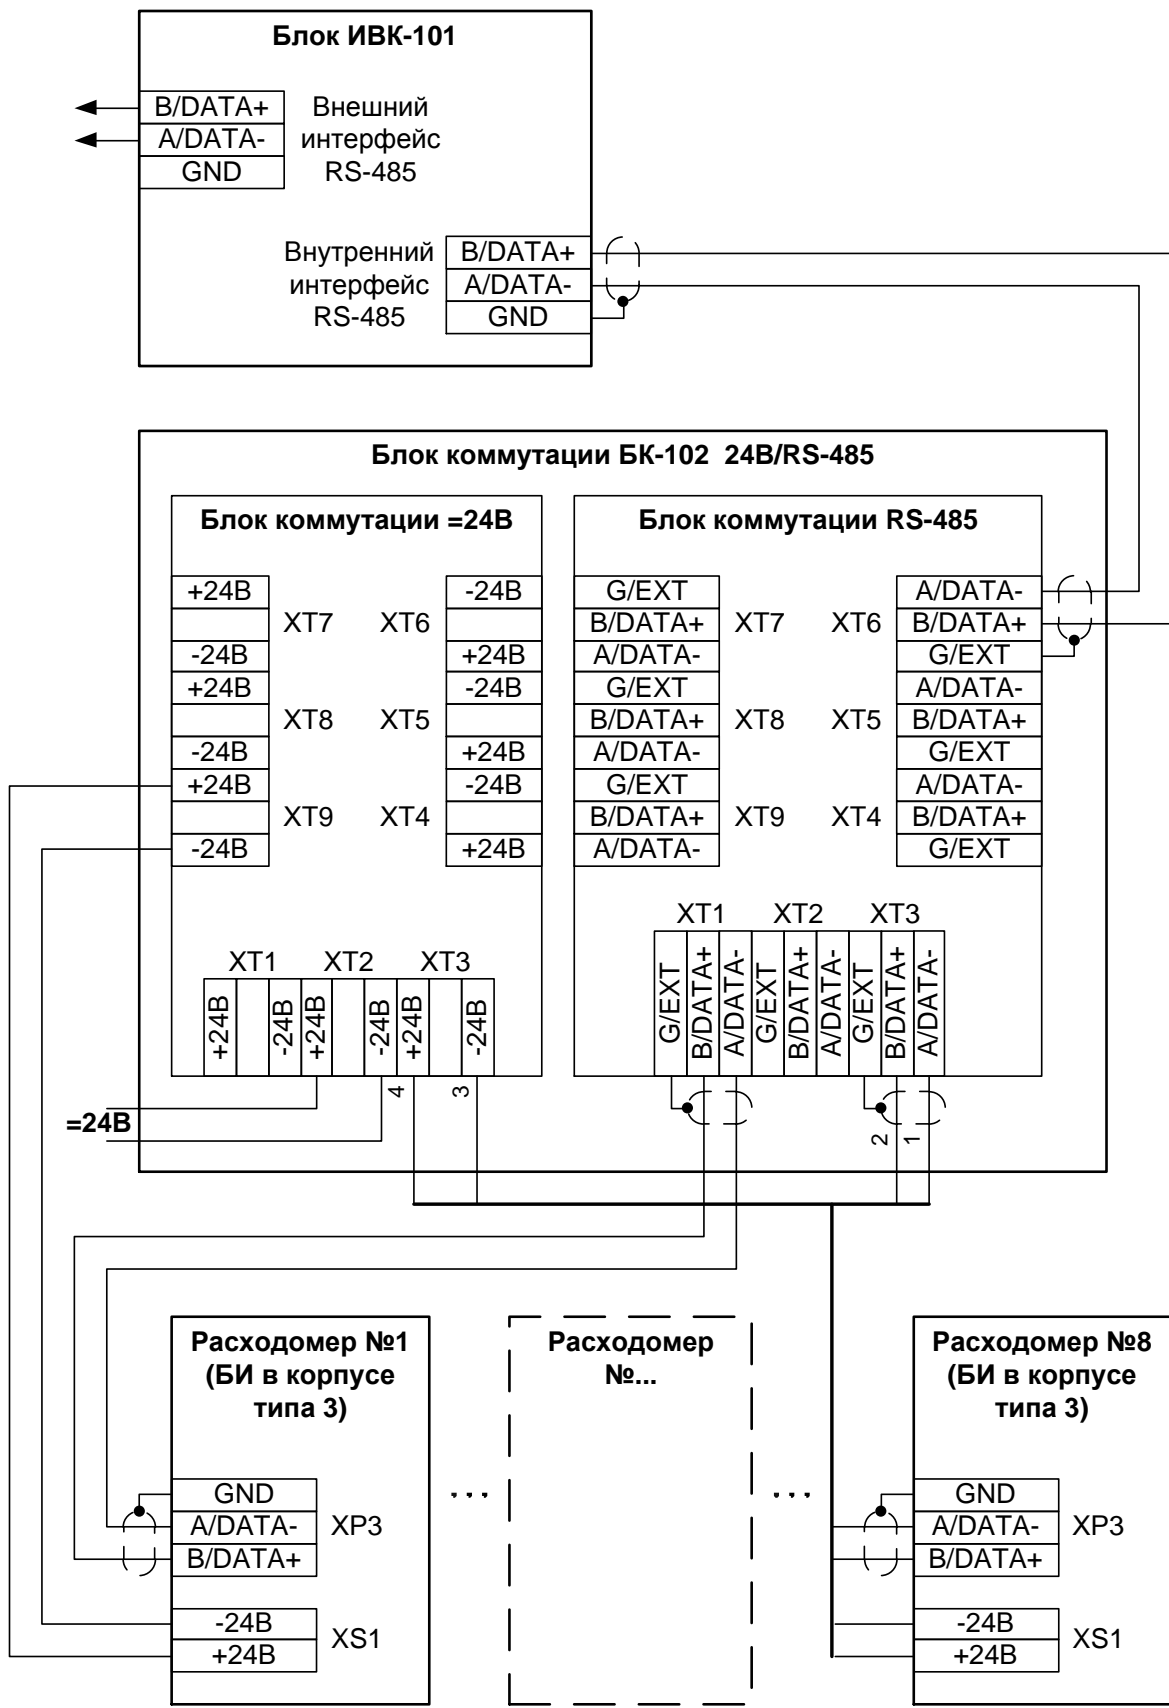 Блок ИВК-101
B/DATA+
A/DATA-
GND
Внешний
интерфейс
RS-485
Внутренний
интерфейс
RS-485
B/DATA+
A/DATA-
GND
Блок коммутации БК-102 24В/RS-485
Блок коммутации =24В
+24В
-24В
XT7
+24В
-24В
XT8
+24В
-24В
XT9
-24В
+24В
XT6
-24В
+24В
XT5
-24В
+24В
XT4
XT1
XT2
XT3
+24В
-24В
+24В
-24В
+24В
-24В
4
3
=24В
Блок коммутации RS-485
G/EXT
B/DATA+
A/DATA-
XT7
G/EXT
B/DATA+
A/DATA-
XT8
G/EXT
B/DATA+
A/DATA-
XT9
A/DATA-
B/DATA+
G/EXT
XT6
A/DATA-
B/DATA+
G/EXT
XT5
A/DATA-
B/DATA+
G/EXT
XT4
XT1
XT2
XT3
G/EXT
B/DATA+
A/DATA-
G/EXT
B/DATA+
A/DATA-
G/EXT
B/DATA+
A/DATA-
2
1
Расходомер №1
(БИ в корпусе
типа 3)
GND
A/DATA-
B/DATA+
XP3
-24В
+24В
XS1
...
Расходомер
№...
...
Расходомер №8
(БИ в корпусе
типа 3)
GND
A/DATA-
B/DATA+
XP3
-24В
+24В
XS1